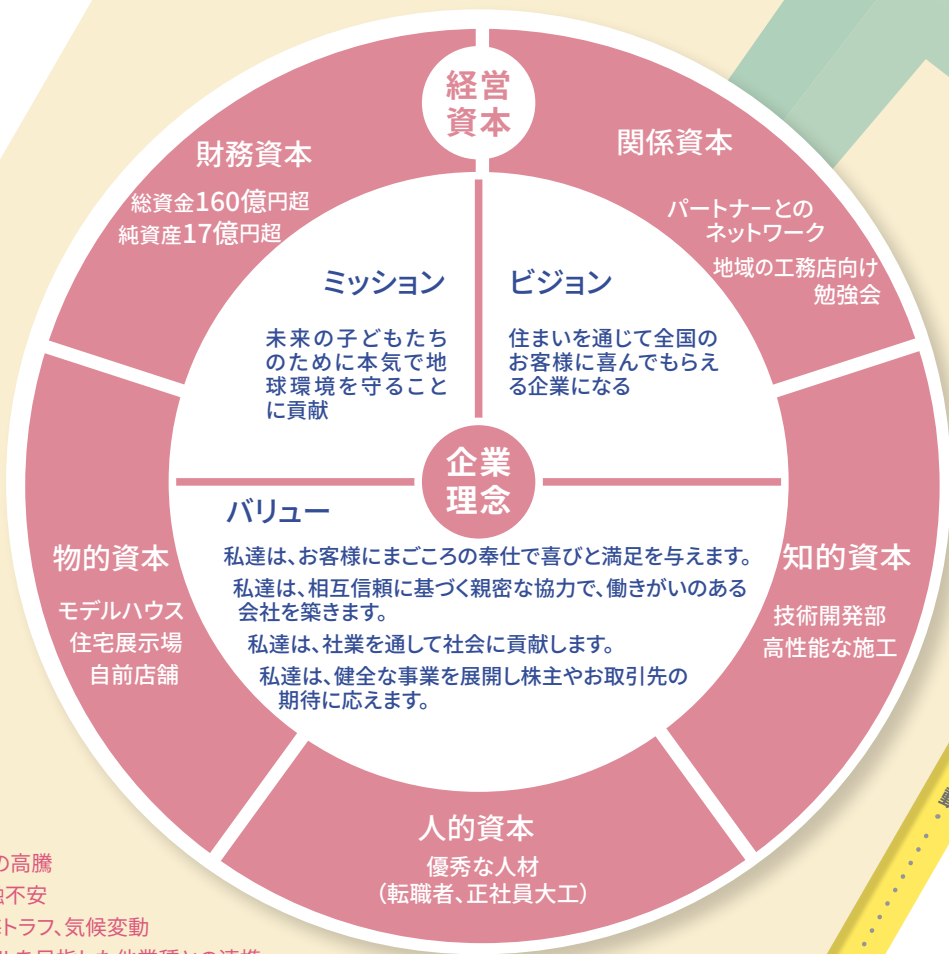 経営
資本
財務資本
総資金160億円超
純資産17億円超
関係資本
パートナーとの
ネットワーク
地域の工務店向け
勉強会
ミッション
未来の子どもたち
のために本気で地
球環境を守ること
に貢献
ビジョン
住まいを通じて全国の
お客様に喜んでもらえ
る企業になる
企業
理念
バリュー
私達は、お客様にまごころの奉仕で喜びと満足を与えます。
私達は、相互信頼に基づく親密な協力で、働きがいのある
会社を築きます。
私達は、社業を通して社会に貢献します。
私達は、健全な事業を展開し株主やお取引先の
期待に応えます。
物的資本
モデルハウス
住宅展示場
自前店舗
知的資本
技術開発部
高性能な施工
人的資本
優秀な人材
(転職者、正社員大工)
の高騰
不安
トラフ、気候変動
を目指した他業種との連携